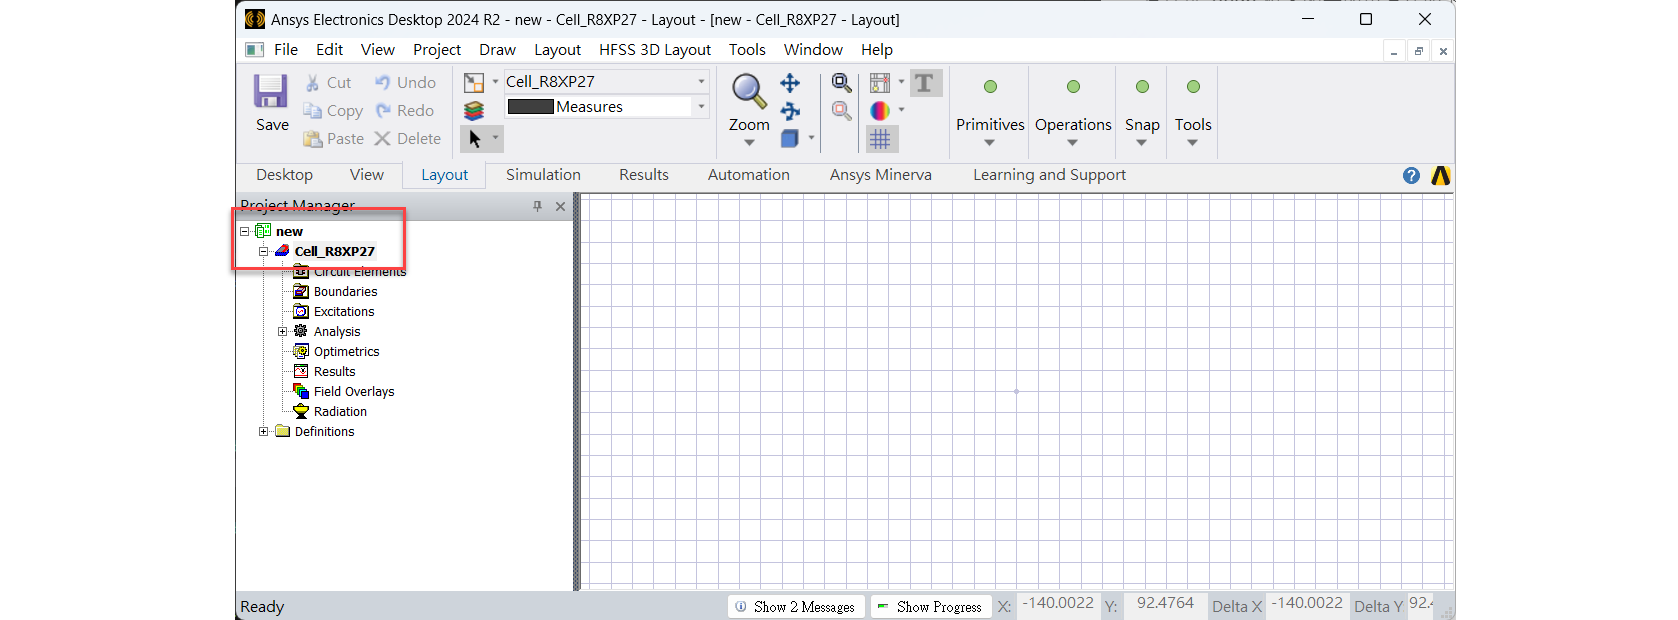 Ansys Electronics Desktop 2024 R2 - new - Cell_R8XP27 - Layout - [new - Cell_R8XP27 - Layout]
File Edit View Project Draw Layout HFSS 3D Layout Tools Window Help
Save
Cut
Copy
Paste
Undo
Redo
Delete
Cell_R8XP27
Measures
Zoom
T
Primitives
Operations
Snap
Tools
Desktop View Layout Simulation Results Automation Ansys Minerva Learning and Support
Project Manager
new
Cell_R8XP27
Circuit Elements
Boundaries
Excitations
Analysis
Optimetrics
Results
Field Overlays
Radiation
Definitions
Ready Show 2 Messages Show Progress X: -140.0022 Y: 92.4764 Delta X -140.0022 Delta Y